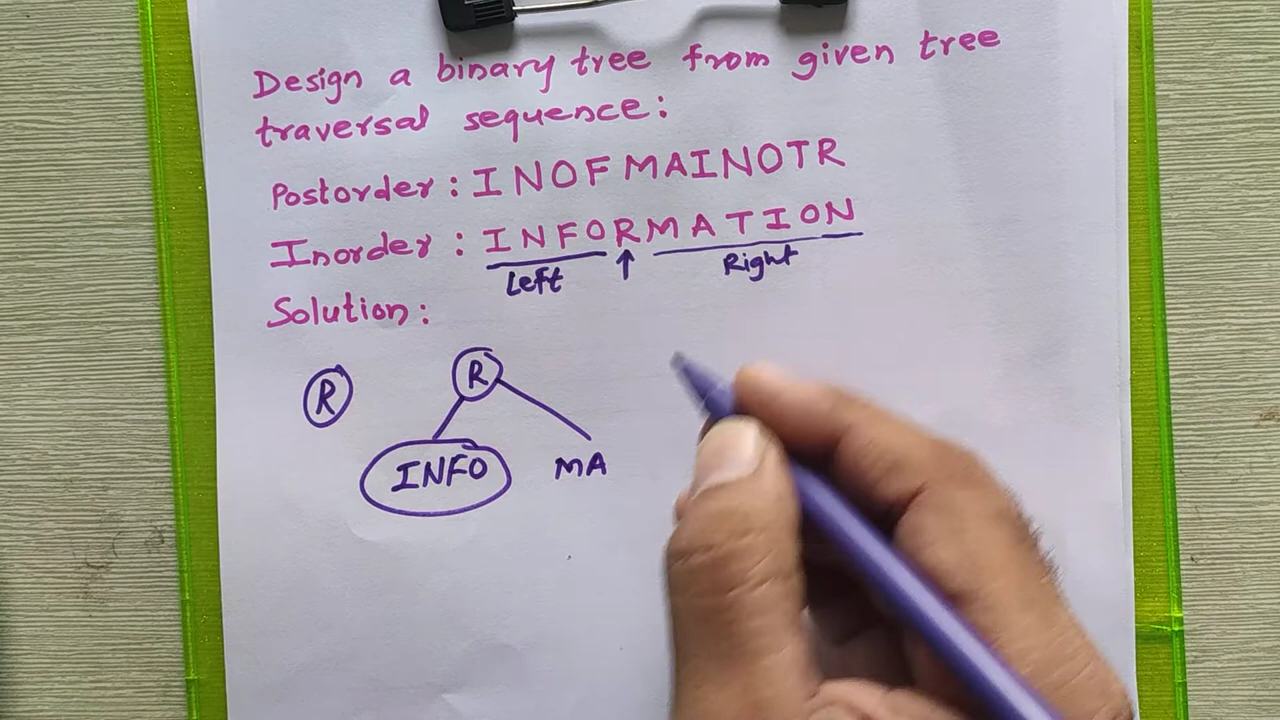 Design a binary tree from given tree
traversal sequence:
Postorder : INOFMAINOTR
Inorder : INFORMATION
Left ↑ Right
Solution:
R R
INFO MA